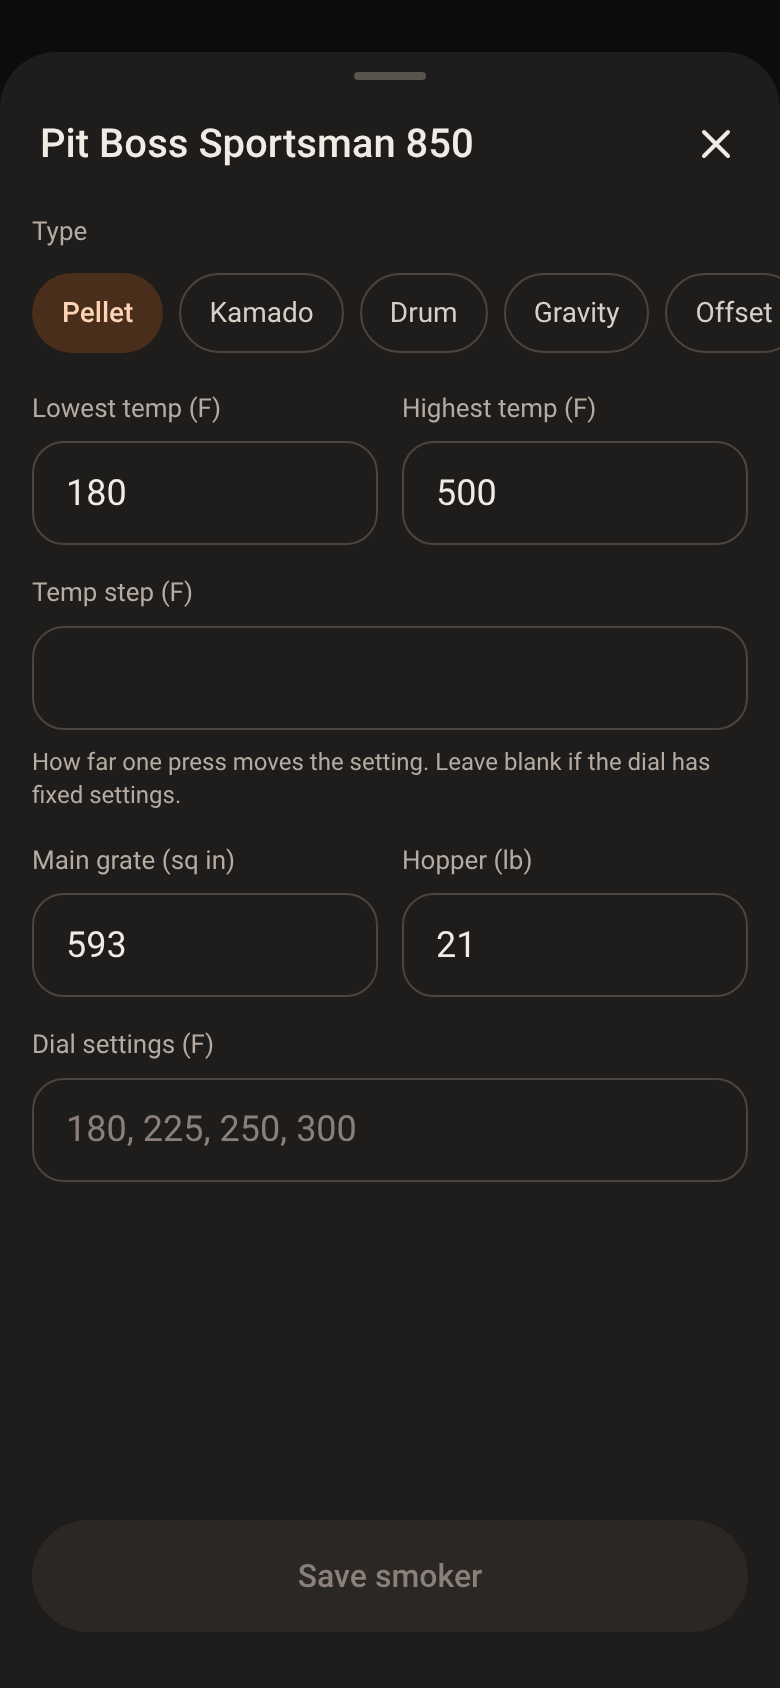 Pit Boss Sportsman 850
Type
Pellet
Kamado
Drum
Gravity
Offset
Lowest temp (F)
Highest temp (F)
180
500
Temp step (F)
How far one press moves the setting. Leave blank if the dial has
fixed settings.
Main grate (sq in)
Hopper (lb)
593
21
Dial settings (F)
180, 225, 250, 300
Save smoker